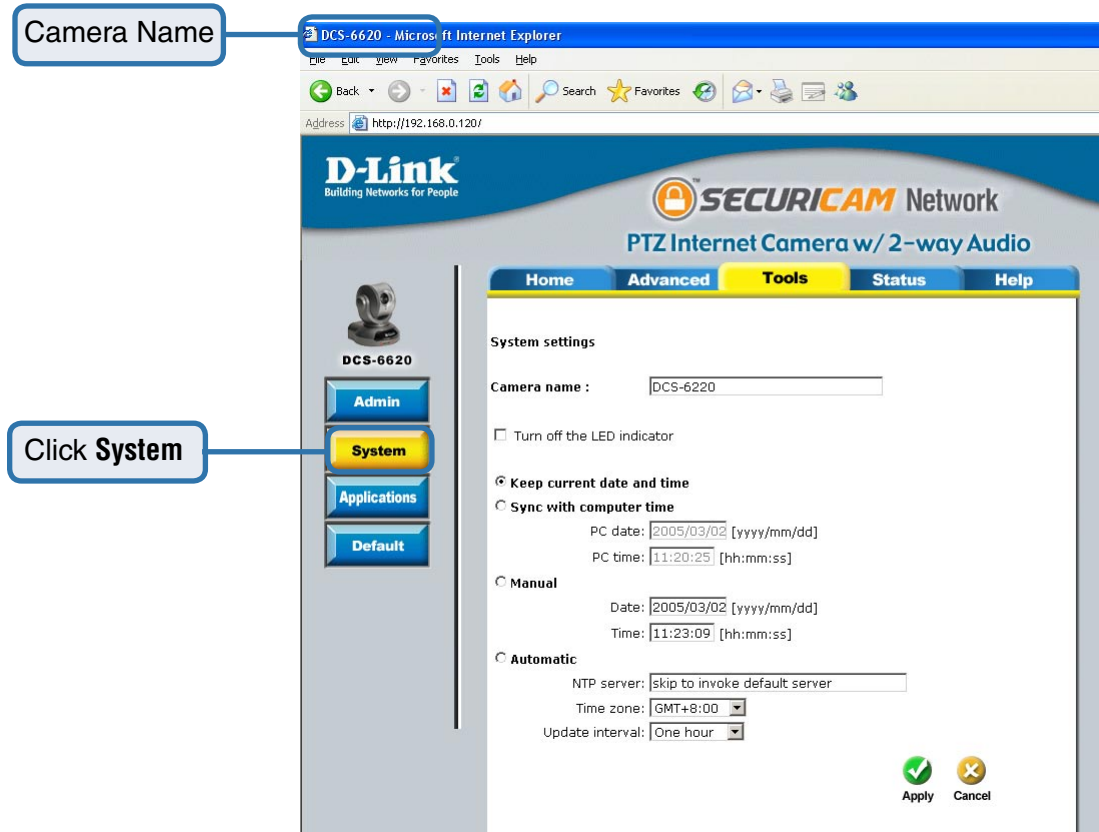 Camera Name
DCS-6620 - Microsoft Internet Explorer
File Edit View Favorites Tools Help
Back Search Favorites
Address http://192.168.0.120/
D-Link
Building Networks for People
SECURICAM Network
™
PTZ Internet Camera w/ 2-way Audio
Home Advanced Tools Status Help
DCS-6620
Admin
System
Applications
Default
Click System
System settings
Camera name : DCS-6220
Turn off the LED indicator
Keep current date and time
Sync with computer time
PC date: 2005/03/02 [yyyy/mm/dd]
PC time: 11:20:25 [hh:mm:ss]
Manual
Date: 2005/03/02 [yyyy/mm/dd]
Time: 11:23:09 [hh:mm:ss]
Automatic
NTP server: skip to invoke default server
Time zone: GMT+8:00
Update interval: One hour
Apply Cancel